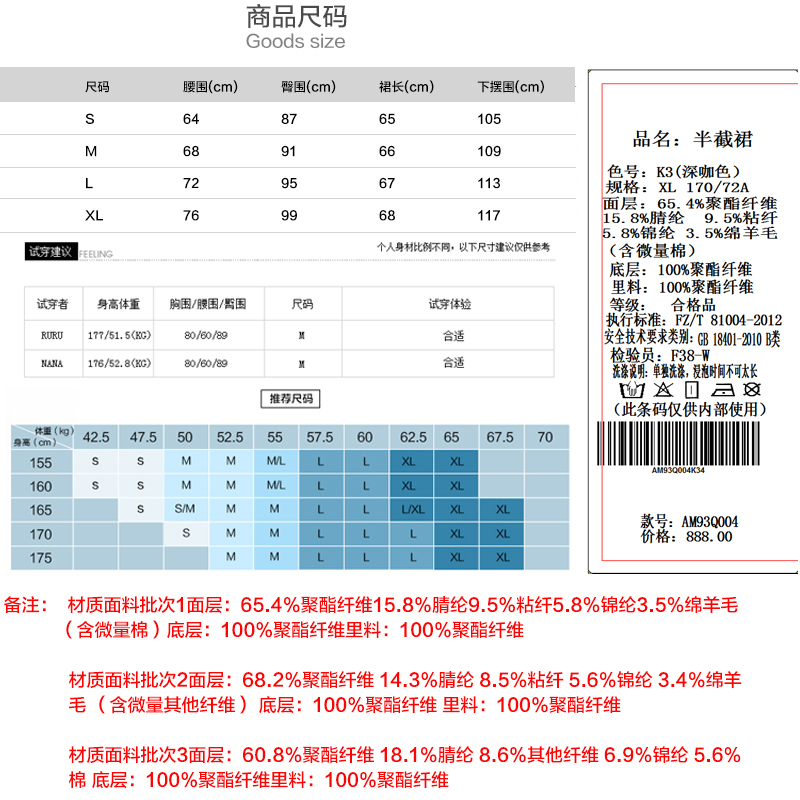 商品尺码
Goods size
尺码 腰围(cm) 臀围(cm) 裙长(cm) 下摆围(cm)
S 64 87 65 105
M 68 91 66 109
L 72 95 67 113
XL 76 99 68 117
试穿建议 FEELING 个人身材比例不同，以下尺寸建议仅供参考
试穿者 身高体重 胸围/腰围/臀围 尺码 试穿体验
RURU 177/51.5(KG) 80/60/89 M 合适
NANA 176/52.8(KG) 80/60/89 M 合适
推荐尺码
体重（kg）
身高（cm）
42.5 47.5 50 52.5 55 57.5 60 62.5 65 67.5 70
155 S S M M M/L L L XL XL
160 S S M M M/L L L XL XL
165 S S/M M M L L L/XL XL XL
170 S M M L L L XL XL
175 M M L L L XL XL
品名：半截裙
色号：K3(深咖色）
规格：XL 170/72A
面层：65.4%聚酯纤维
15.8%腈纶 9.5%粘纤
5.8%锦纶 3.5%绵羊毛
（含微量棉）
底层：100%聚酯纤维
里料：100%聚酯纤维
等级： 合格品
执行标准：FZ/T 81004-2012
安全技术要求类别：GB 18401-2010 B类
检验员：F38-W
洗涤说明：单独洗涤，浸泡时间不可太长
（此条码仅供内部使用）
AM93Q004K34
款号：AM93Q004
价格：888.00
备注： 材质面料批次1面层：65.4%聚酯纤维15.8%腈纶9.5%粘纤5.8%锦纶3.5%绵羊毛
（含微量棉）底层：100%聚酯纤维里料：100%聚酯纤维
材质面料批次2面层：68.2%聚酯纤维 14.3%腈纶 8.5%粘纤 5.6%锦纶 3.4%绵羊
毛 （含微量其他纤维） 底层：100%聚酯纤维 里料：100%聚酯纤维
材质面料批次3面层：60.8%聚酯纤维 18.1%腈纶 8.6%其他纤维 6.9%锦纶 5.6%
棉 底层：100%聚酯纤维里料：100%聚酯纤维